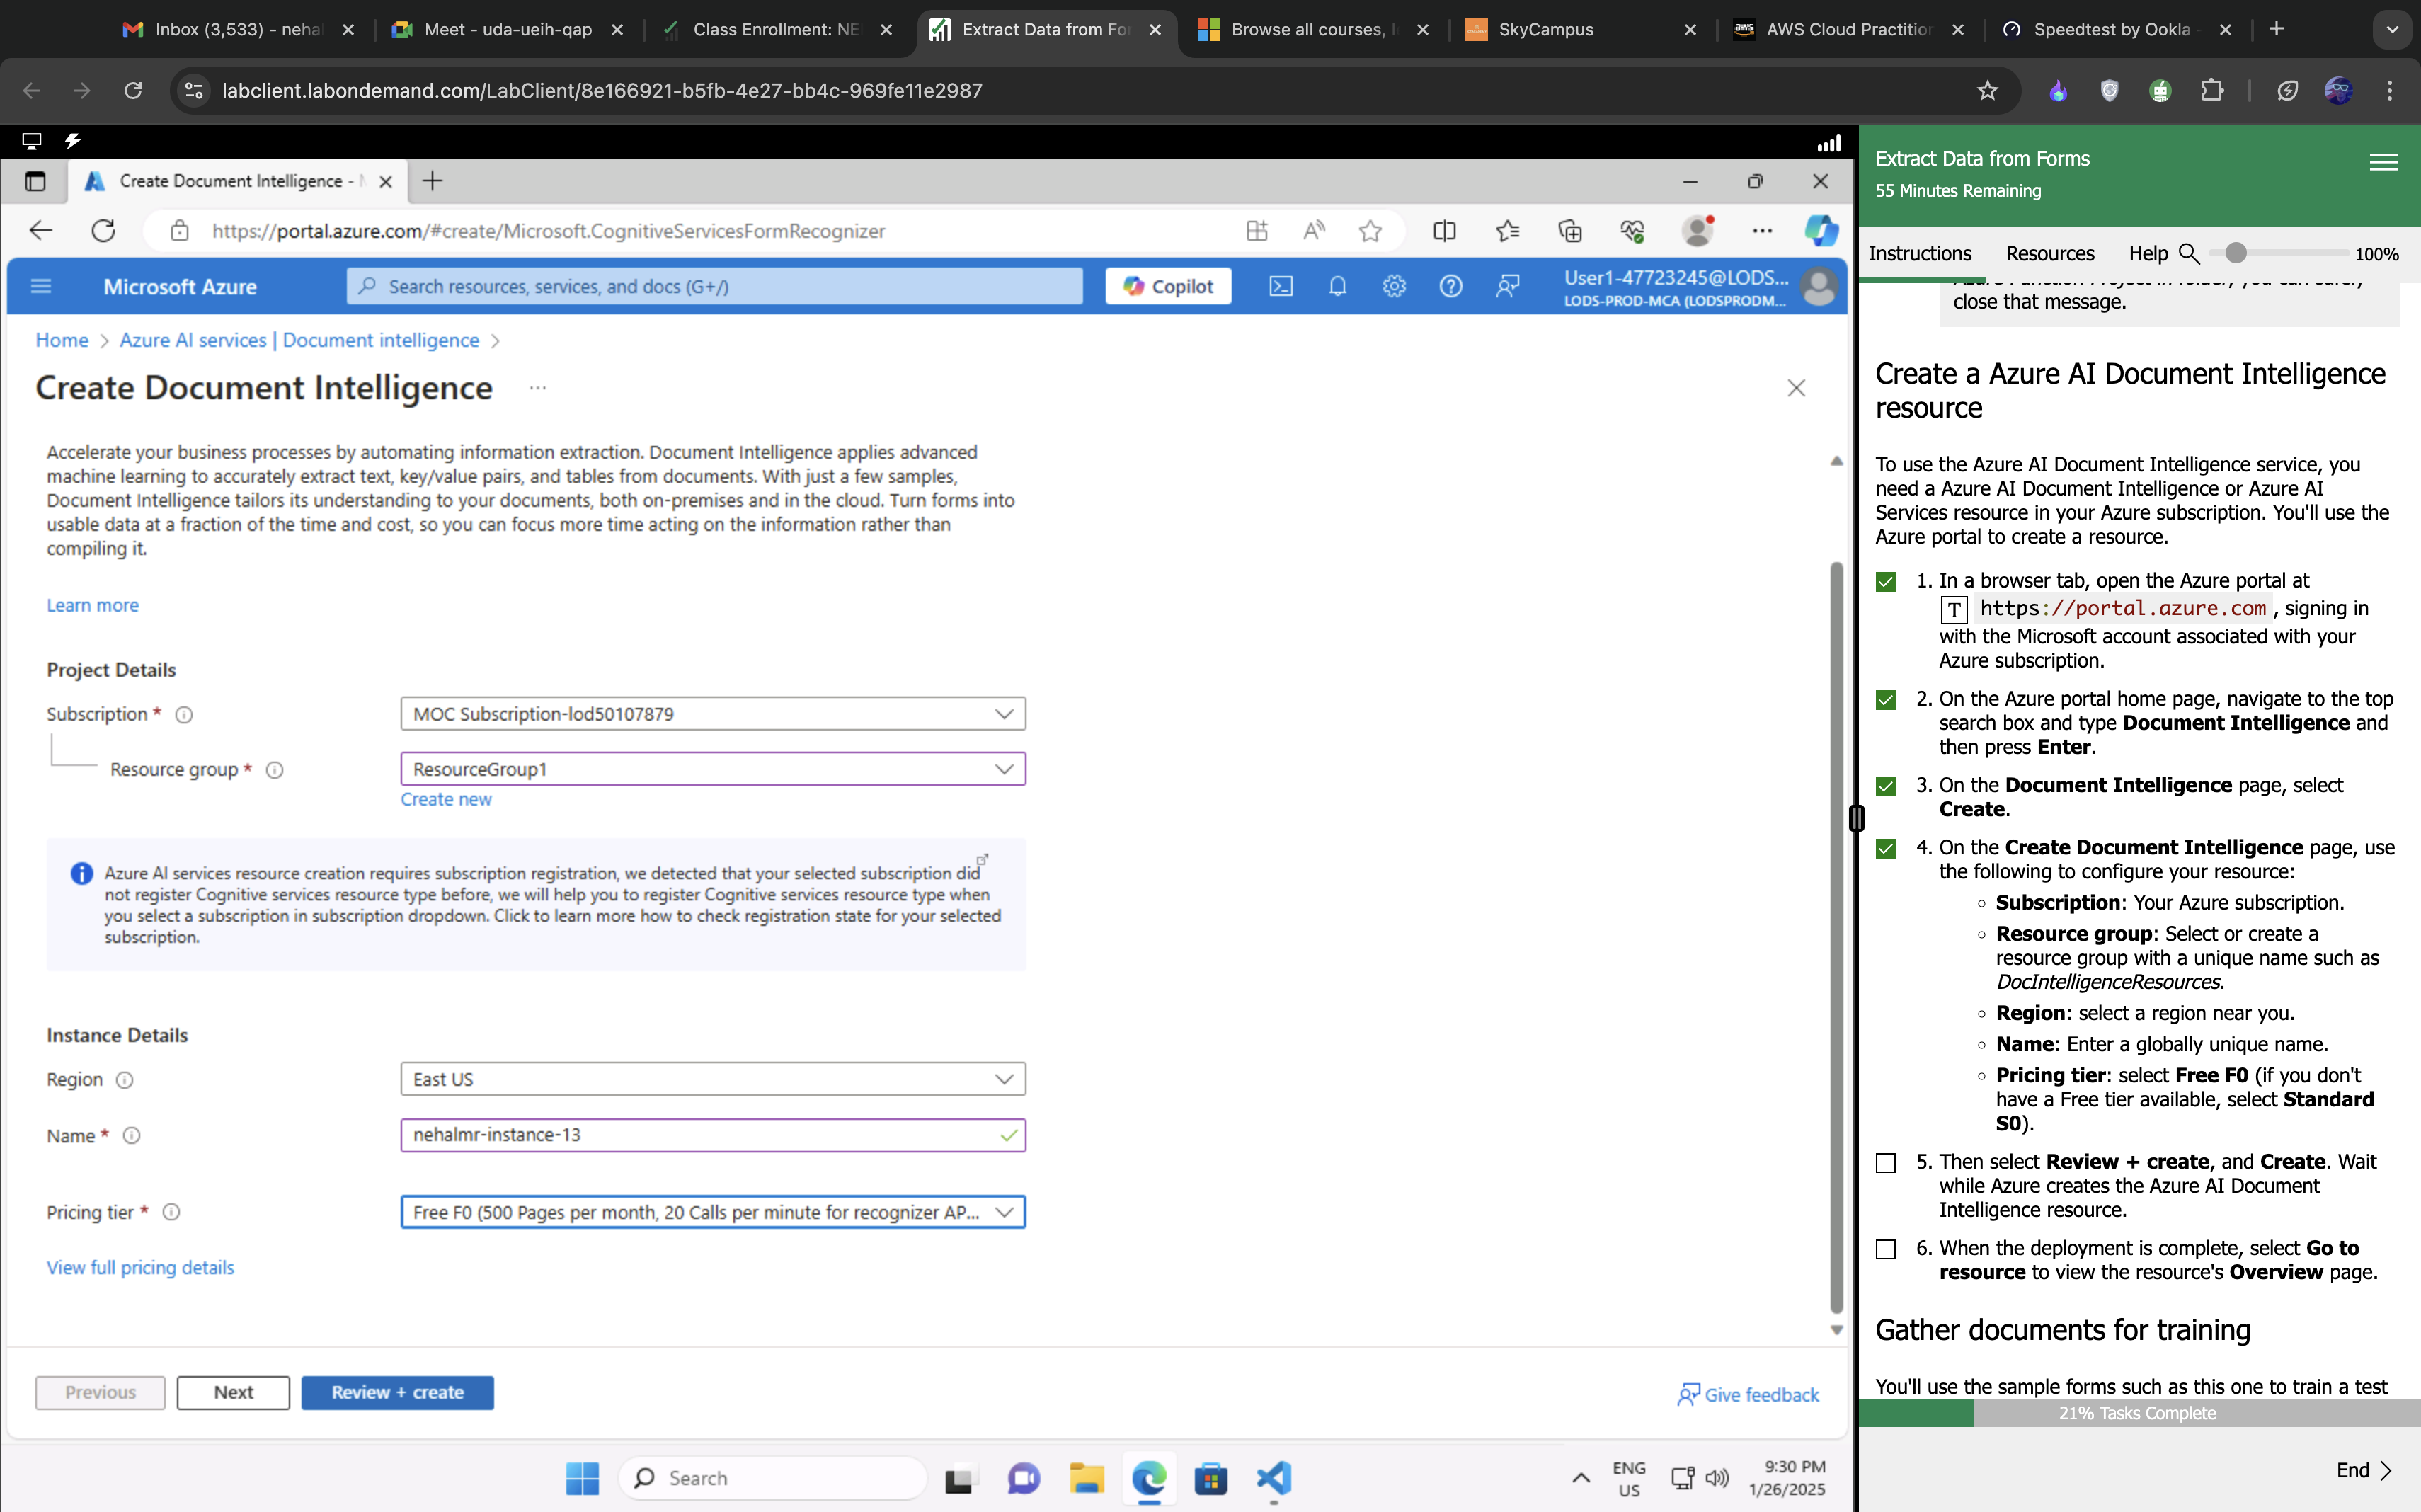 Inbox (3,533) - neha
Meet - uda-ueih-qap
Class Enrollment: NE
Extract Data from For
Browse all courses, l
SkyCampus
AWS Cloud Practition
Speedtest by Ookla -
labclient.labondemand.com/LabClient/8e166921-b5fb-4e27-bb4c-969fe11e2987
Create Document Intelligence -
https://portal.azure.com/#create/Microsoft.CognitiveServicesFormRecognizer
Microsoft Azure
Search resources, services, and docs (G+/)
Copilot
User1-47723245@LODS...
LODS-PROD-MCA (LODSPRODM...
Home > Azure AI services | Document intelligence >
Create Document Intelligence ...
Accelerate your business processes by automating information extraction. Document Intelligence applies advanced
machine learning to accurately extract text, key/value pairs, and tables from documents. With just a few samples,
Document Intelligence tailors its understanding to your documents, both on-premises and in the cloud. Turn forms into
usable data at a fraction of the time and cost, so you can focus more time acting on the information rather than
compiling it.
Learn more
Project Details
Subscription *
MOC Subscription-lod50107879
Resource group *
ResourceGroup1
Create new
Azure AI services resource creation requires subscription registration, we detected that your selected subscription did
not register Cognitive services resource type before, we will help you to register Cognitive services resource type when
you select a subscription in subscription dropdown. Click to learn more how to check registration state for your selected
subscription.
Instance Details
Region
East US
Name *
nehalmr-instance-13
Pricing tier *
Free F0 (500 Pages per month, 20 Calls per minute for recognizer AP...
View full pricing details
Previous
Next
Review + create
Give feedback
Search
ENG
US
9:30 PM
1/26/2025
Extract Data from Forms
55 Minutes Remaining
Instructions
Resources
Help
100%
close that message.
Create a Azure AI Document Intelligence
resource
To use the Azure AI Document Intelligence service, you
need a Azure AI Document Intelligence or Azure AI
Services resource in your Azure subscription. You'll use the
Azure portal to create a resource.
1. In a browser tab, open the Azure portal at
T https://portal.azure.com, signing in
with the Microsoft account associated with your
Azure subscription.
2. On the Azure portal home page, navigate to the top
search box and type Document Intelligence and
then press Enter.
3. On the Document Intelligence page, select
Create.
4. On the Create Document Intelligence page, use
the following to configure your resource:
Subscription: Your Azure subscription.
Resource group: Select or create a
resource group with a unique name such as
DocIntelligenceResources.
Region: select a region near you.
Name: Enter a globally unique name.
Pricing tier: select Free F0 (if you don't
have a Free tier available, select Standard
S0).
5. Then select Review + create, and Create. Wait
while Azure creates the Azure AI Document
Intelligence resource.
6. When the deployment is complete, select Go to
resource to view the resource's Overview page.
Gather documents for training
You'll use the sample forms such as this one to train a test
21% Tasks Complete
End